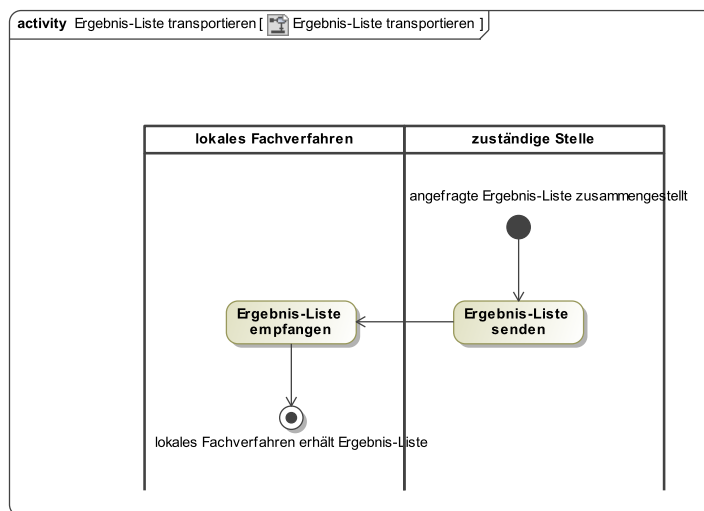 activity Ergebnis-Liste transportieren [ Ergebnis-Liste transportieren ]
lokales Fachverfahren
zuständige Stelle
angefragte Ergebnis-Liste zusammengestellt
Ergebnis-Liste
empfangen
Ergebnis-Liste
senden
lokales Fachverfahren erhält Ergebnis-Liste